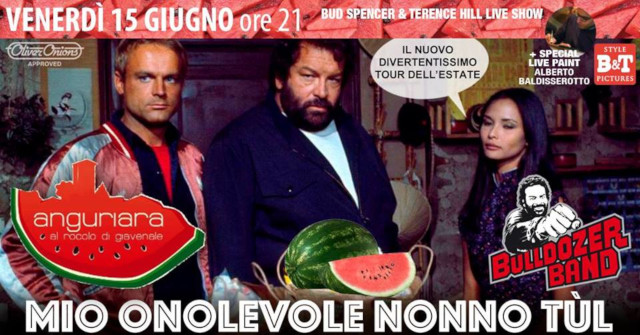 VENERDÌ 15 GIUGNO ore 21
BUD SPENCER & TERENCE HILL LIVE SHOW
Oliver Onions
APPROVED
+ SPECIAL
LIVE PAINT
ALBERTO
BALDISSEROTTO
STYLE
B&T
PICTURES
IL NUOVO
DIVERTENTISSIMO
TOUR DELL'ESTATE
anguriara
al roccolo di giavenale
BULLDOZER
BAND
MIO ONOLEVOLE NONNO TÙL